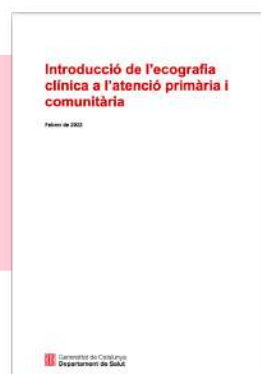 Introducció de l'ecografia
clínica a l'atenció primària i
comunitària
Febrer de 2022
Generalitat de Catalunya
Departament de Salut